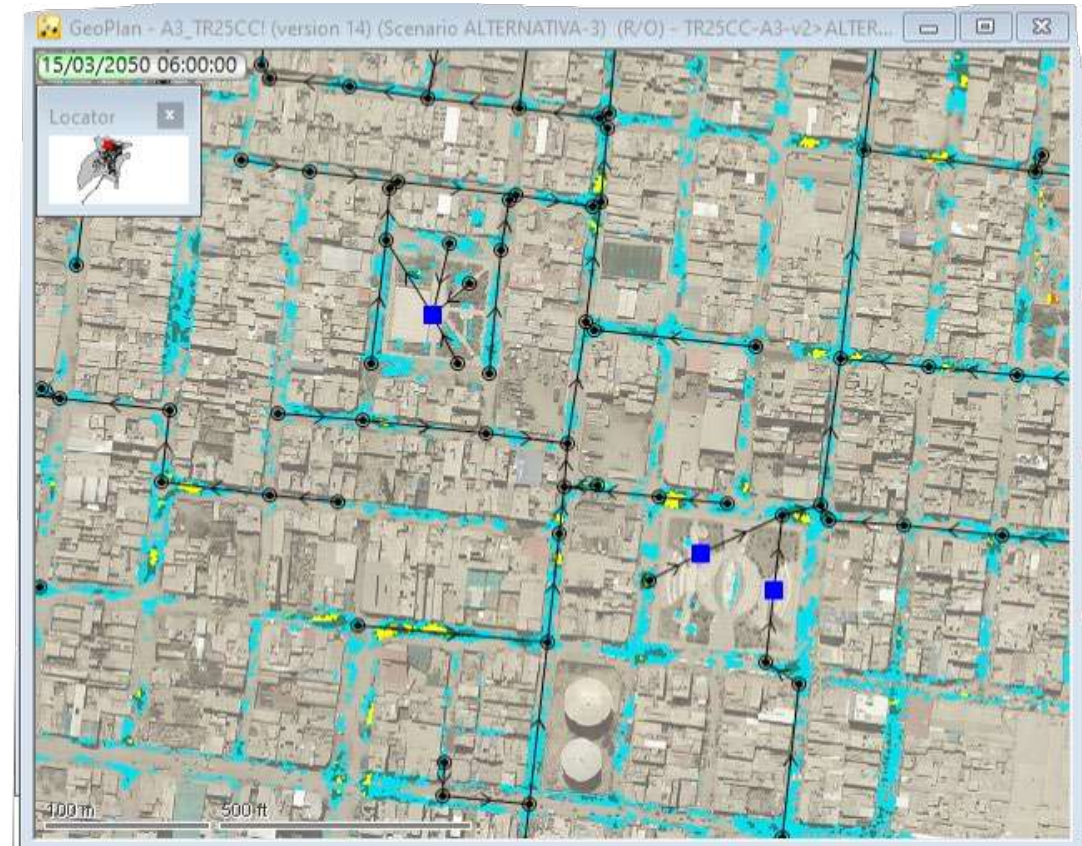 GeoPlan - A3_TR25CC! (version 14) (Scenario ALTERNATIVA-3) (R/O) - TR25CC-A3-v2>ALTER...
15/03/2050 06:00:00
Locator
100 m
500 ft